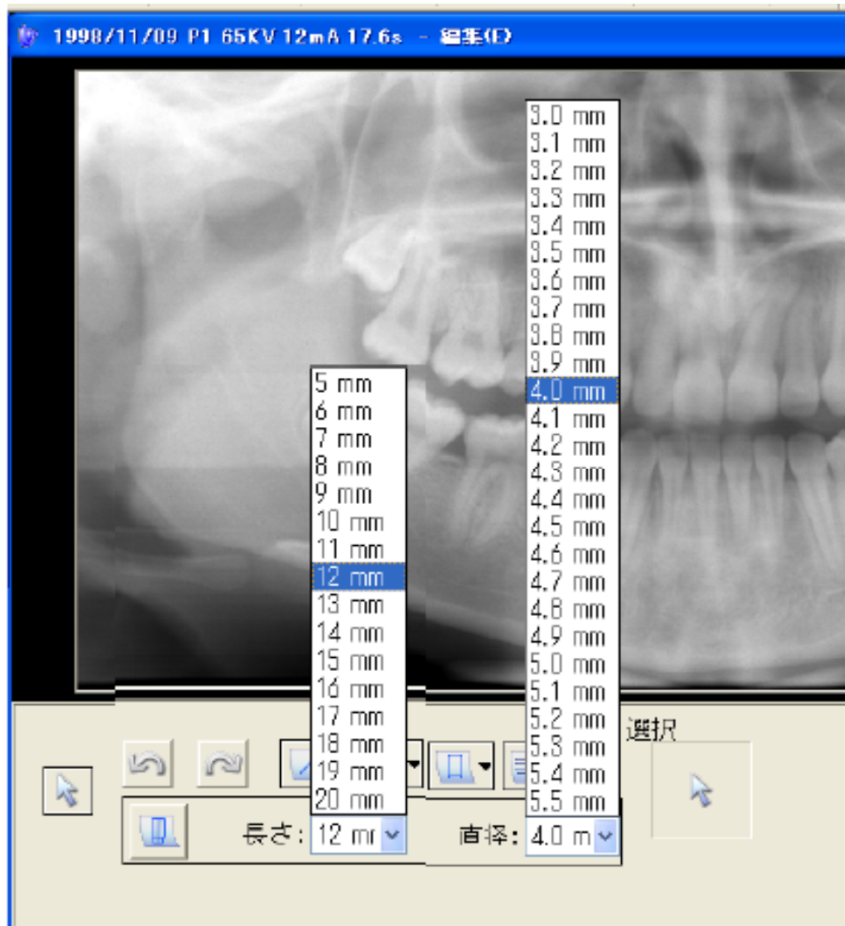 1998/11/09 P1 65KV 12mA 17.6s - 編集(E)
3.0 mm
3.1 mm
3.2 mm
3.3 mm
3.4 mm
3.5 mm
3.6 mm
3.7 mm
3.8 mm
3.9 mm
4.0 mm
4.1 mm
4.2 mm
4.3 mm
4.4 mm
4.5 mm
4.6 mm
4.7 mm
4.8 mm
4.9 mm
5.0 mm
5.1 mm
5.2 mm
5.3 mm
5.4 mm
5.5 mm
5 mm
6 mm
7 mm
8 mm
9 mm
10 mm
11 mm
12 mm
13 mm
14 mm
15 mm
16 mm
17 mm
18 mm
19 mm
20 mm
選択
長さ: 12 mr 直径: 4.0 m